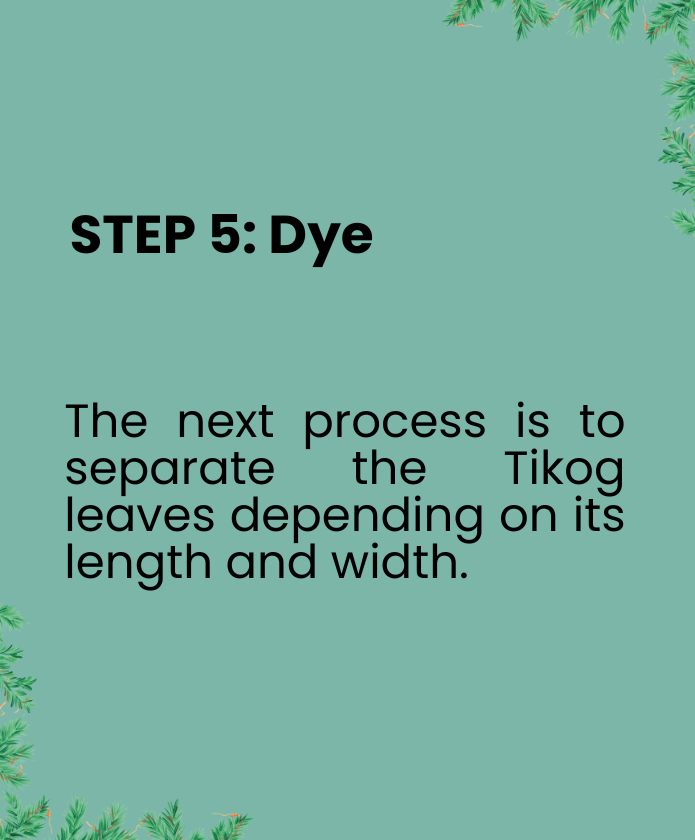 STEP 5: Dye
The next process is to
separate the Tikog
leaves depending on its
length and width.